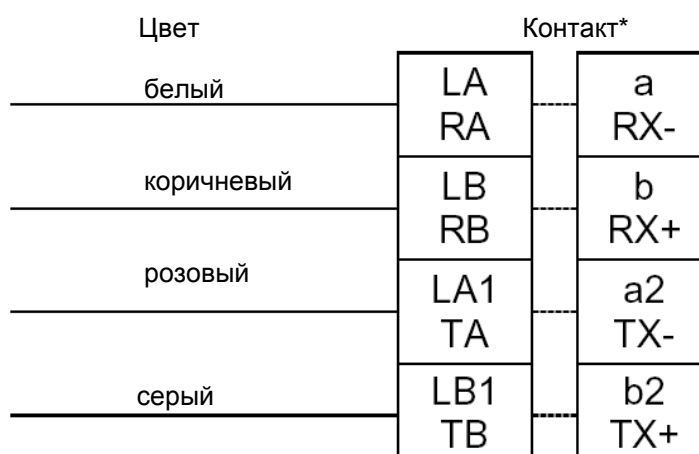 Цвет Контакт*
белый LA a
RA RX-
коричневый LB b
RB RX+
розовый LA1 a2
TA TX-
серый LB1 b2
TB TX+